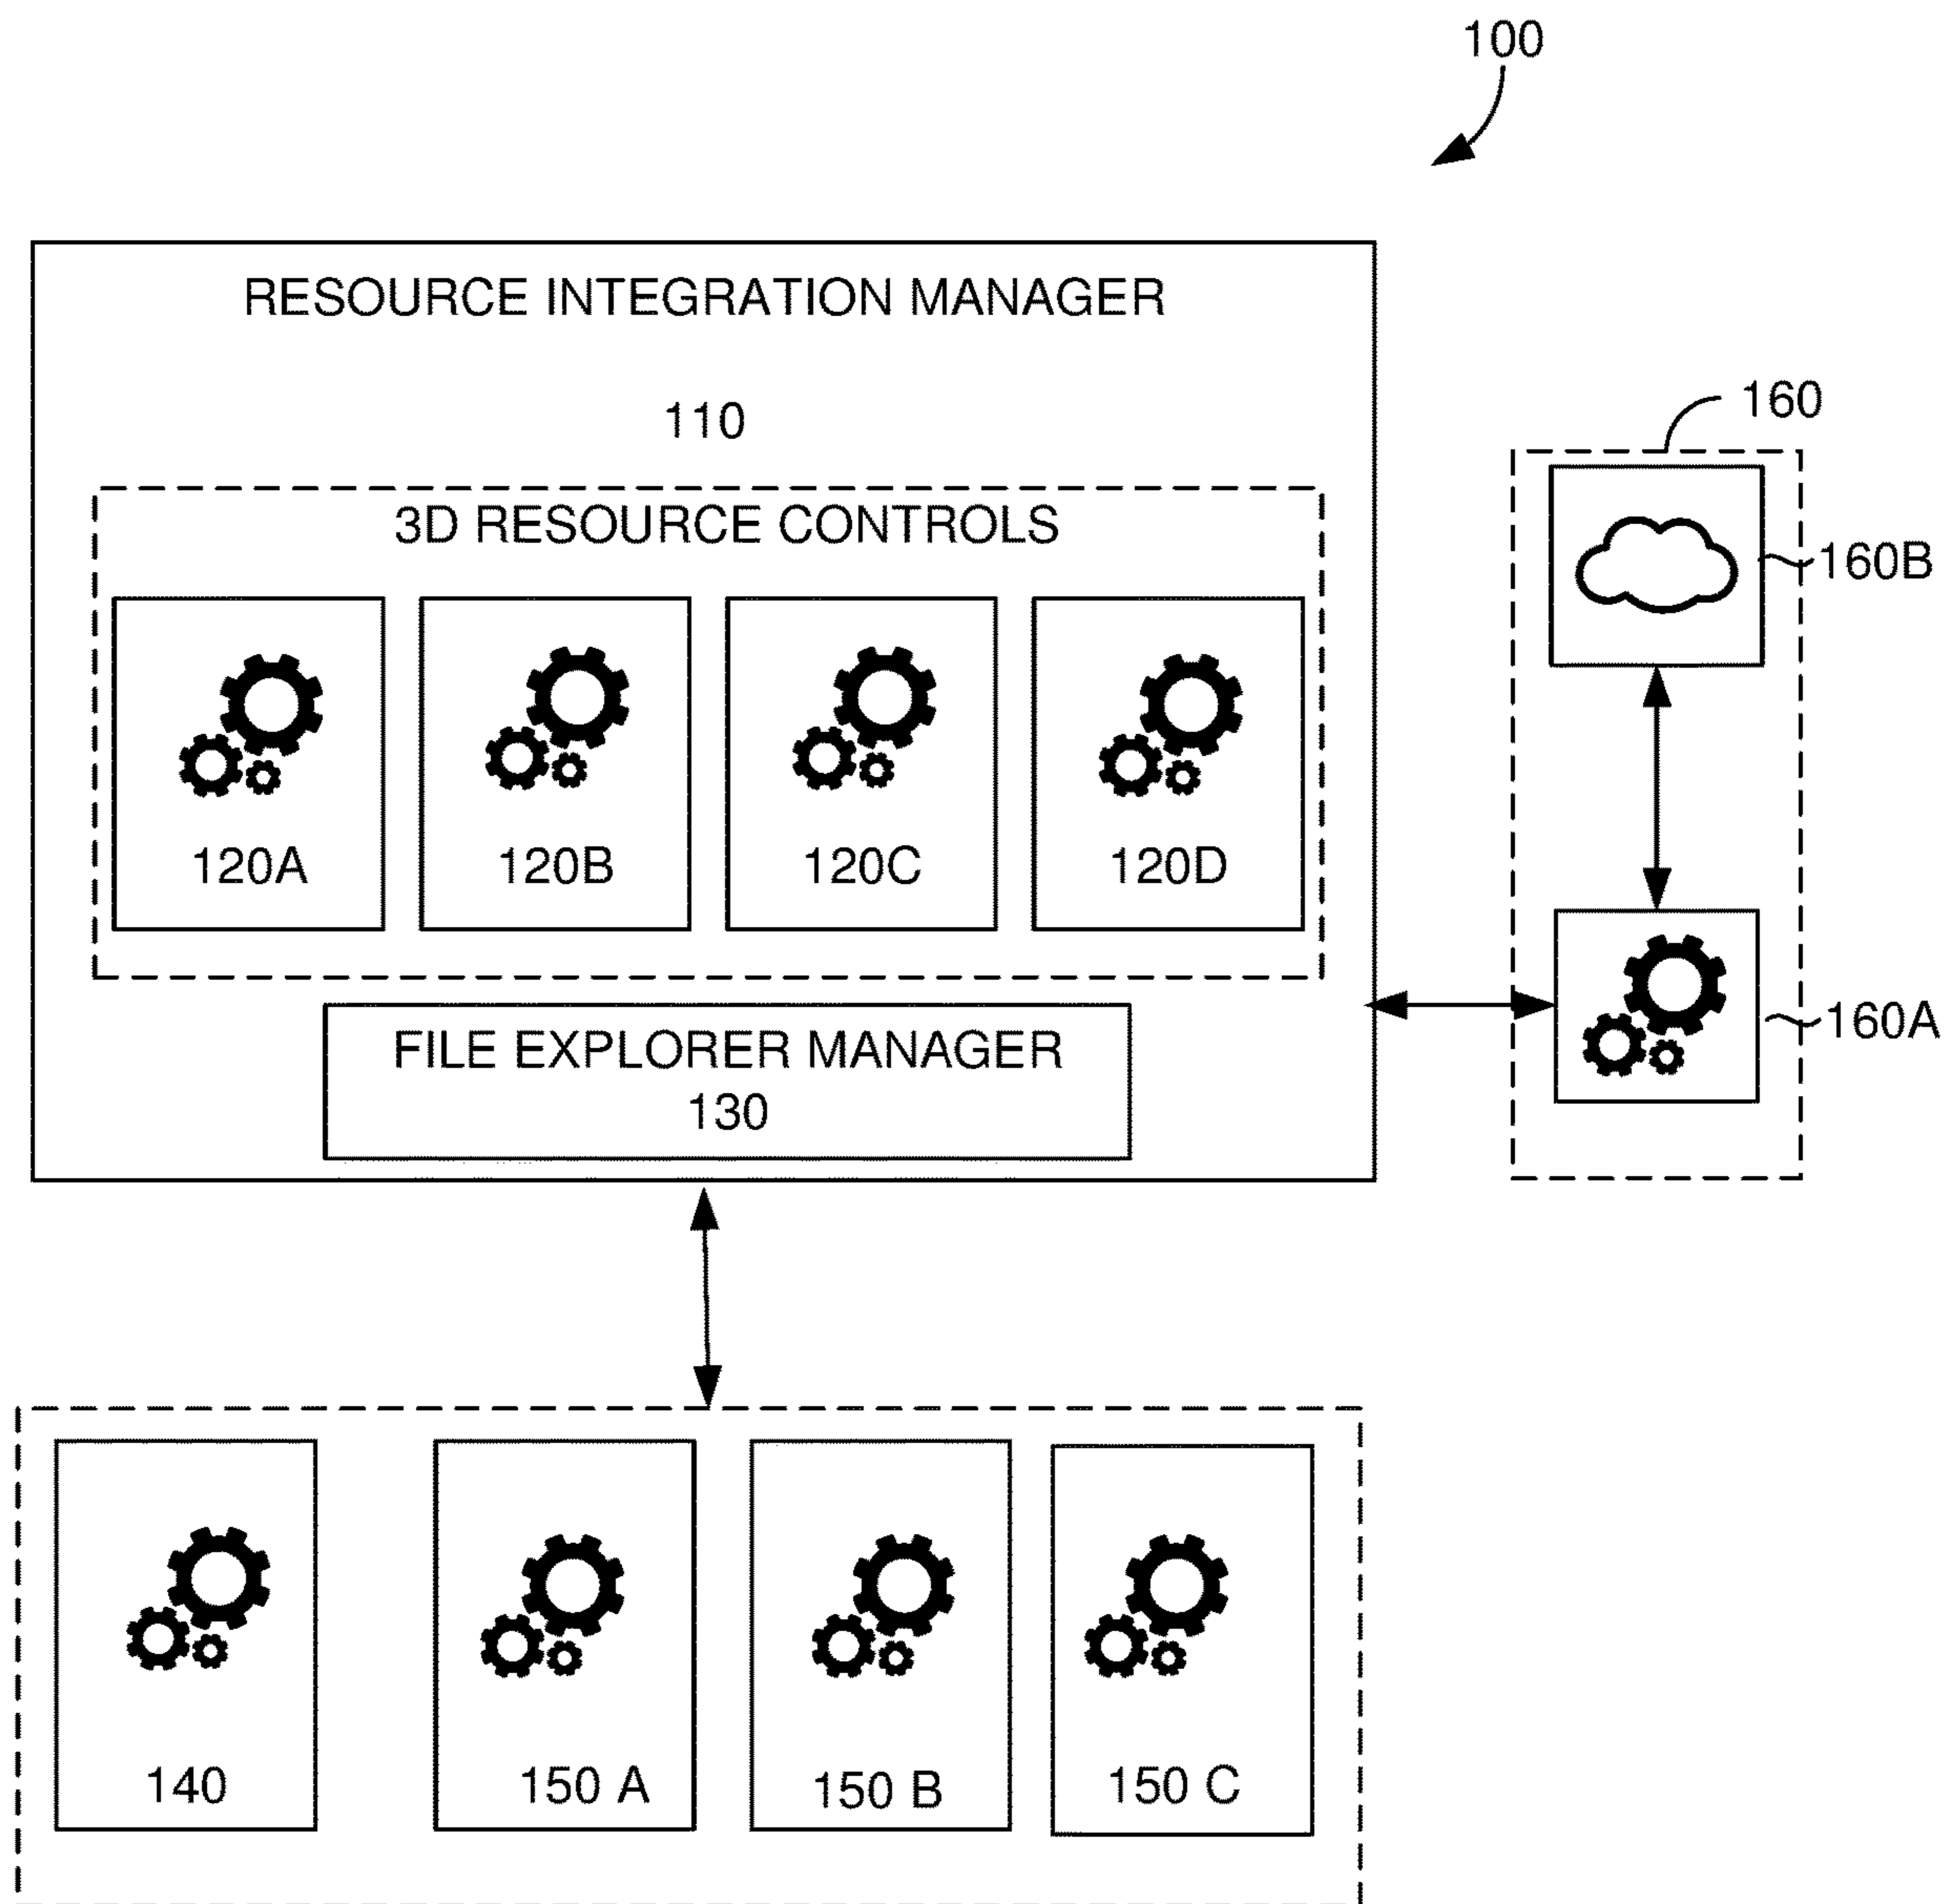 100
RESOURCE INTEGRATION MANAGER
110
160
3D RESOURCE CONTROLS
160B
120A
120B
120C
120D
FILE EXPLORER MANAGER
130
160A
140
150 A
150 B
150 C